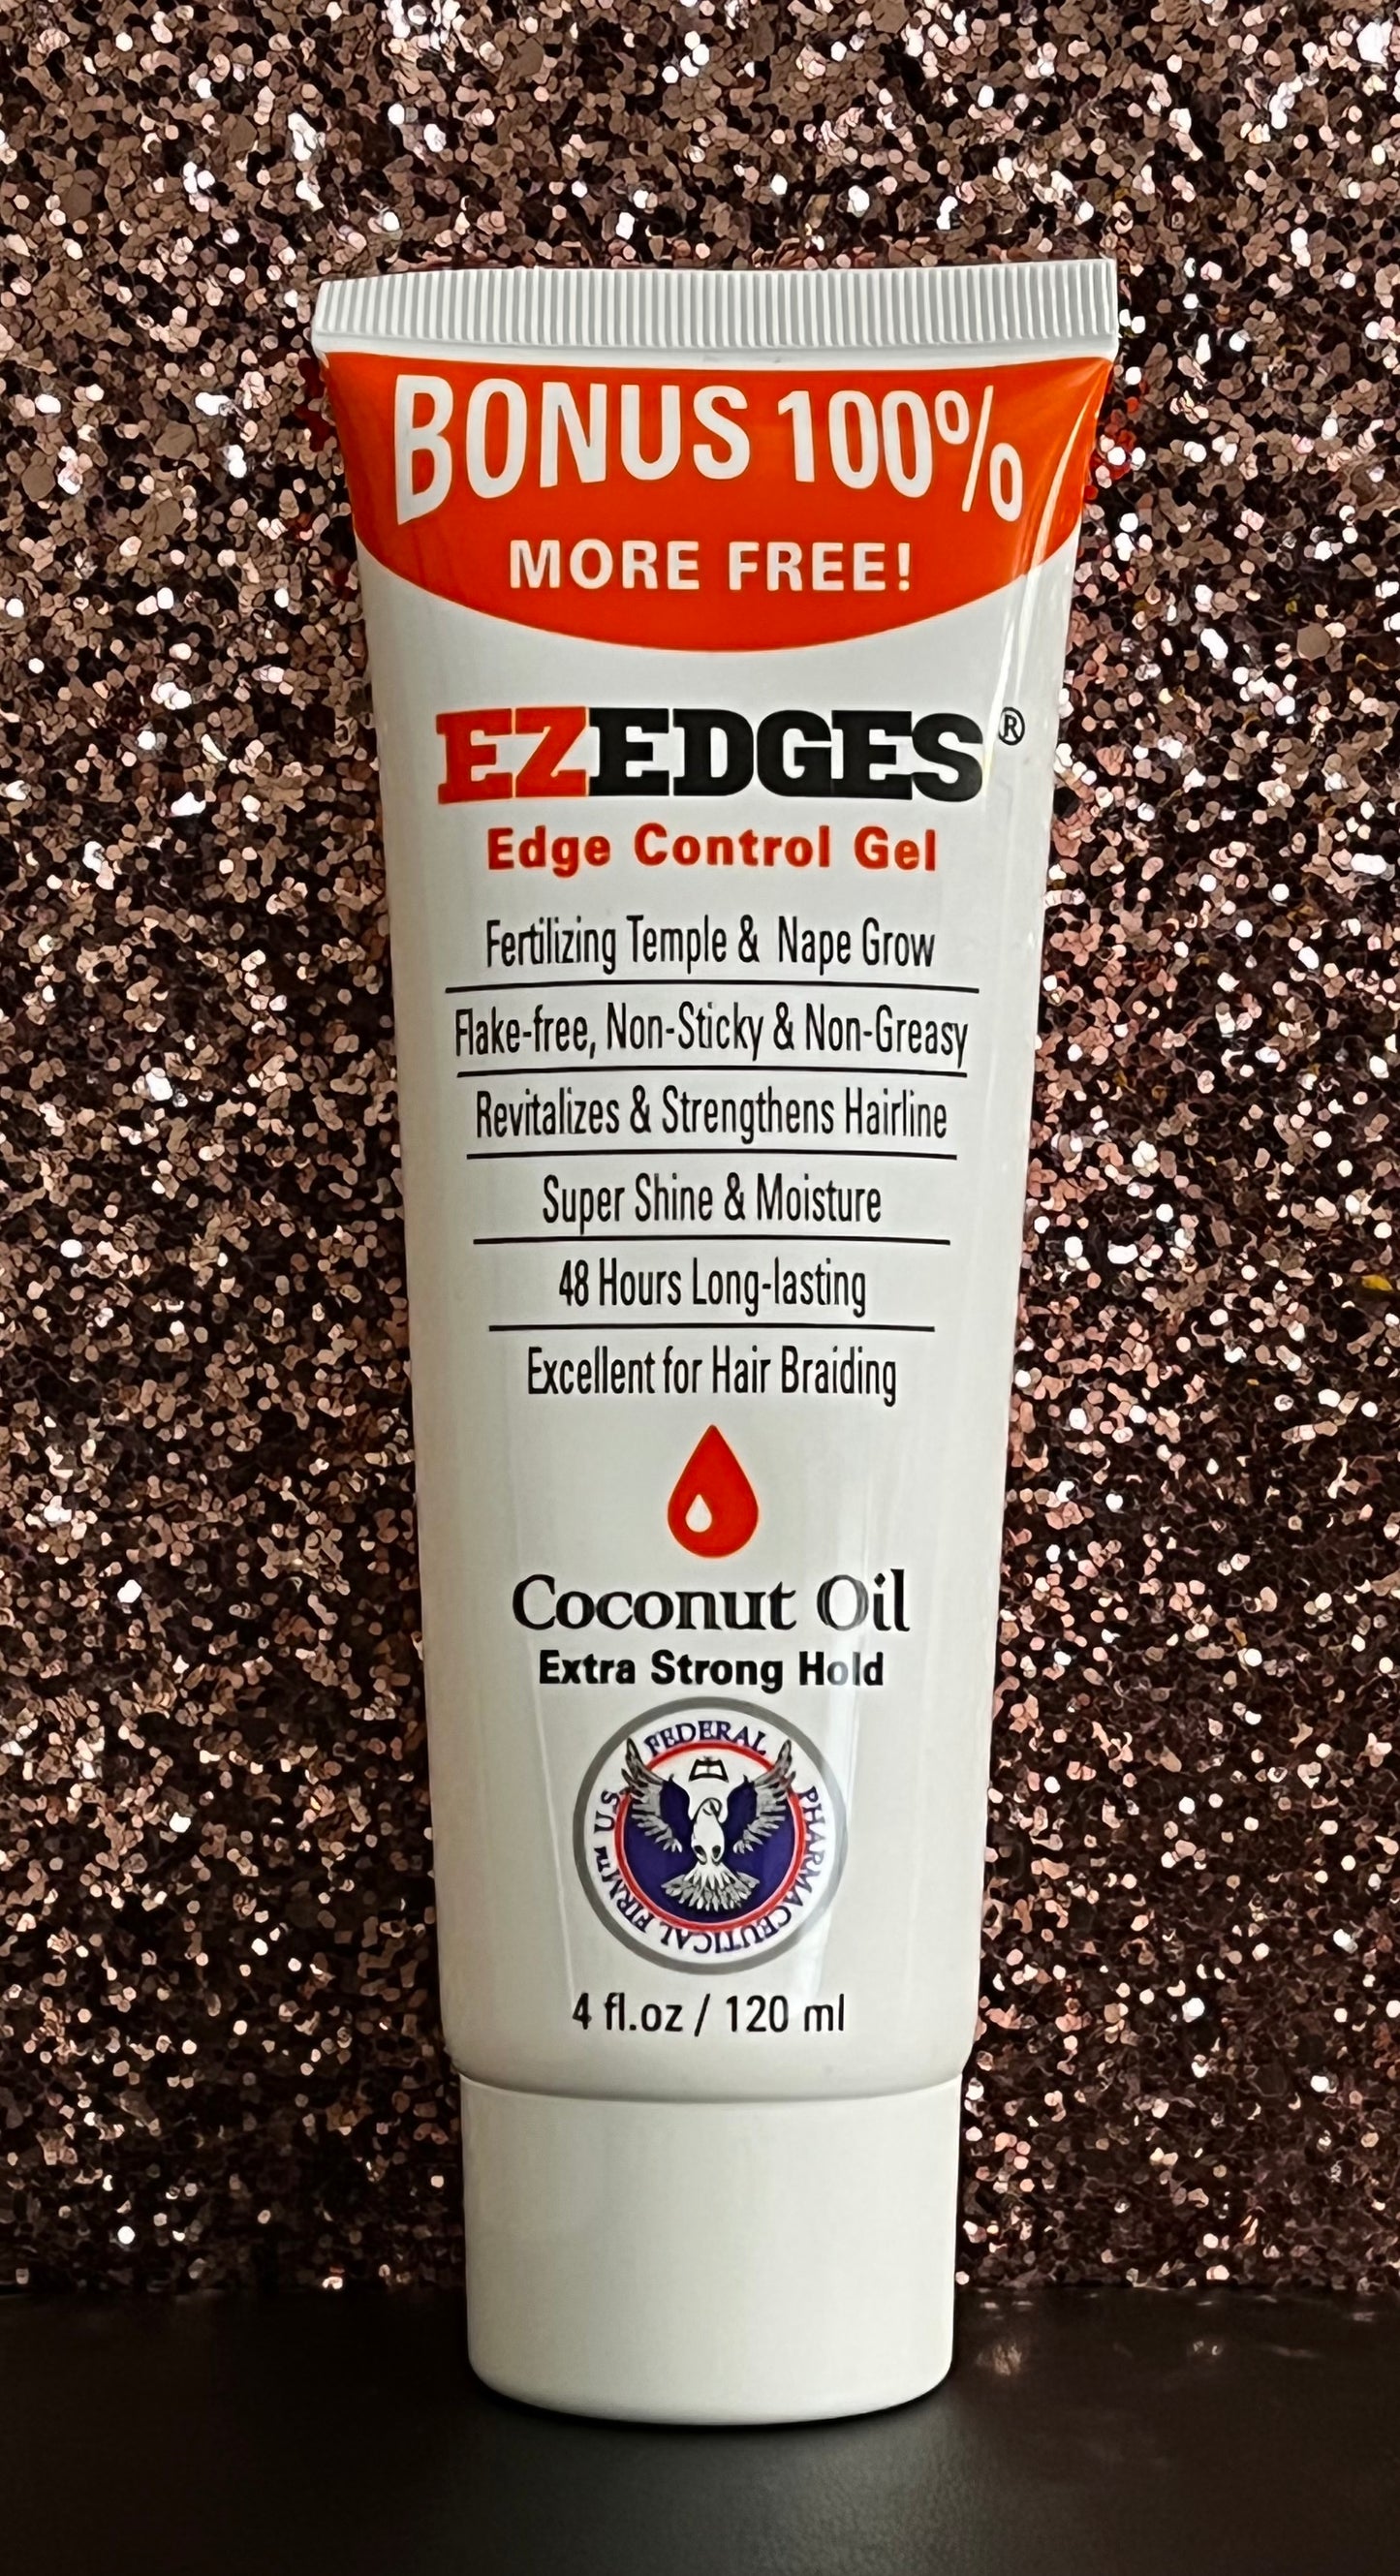 BONUS 100%
MORE FREE!
EZEDGES®
Edge Control Gel
Fertilizing Temple & Nape Grow
Flake-free, Non-Sticky & Non-Greasy
Revitalizes & Strengthens Hairline
Super Shine & Moisture
48 Hours Long-lasting
Excellent for Hair Braiding
Coconut Oil
Extra Strong Hold
U.S FEDERAL PHARMACEUTICAL FIRM™
4 fl.oz / 120 ml